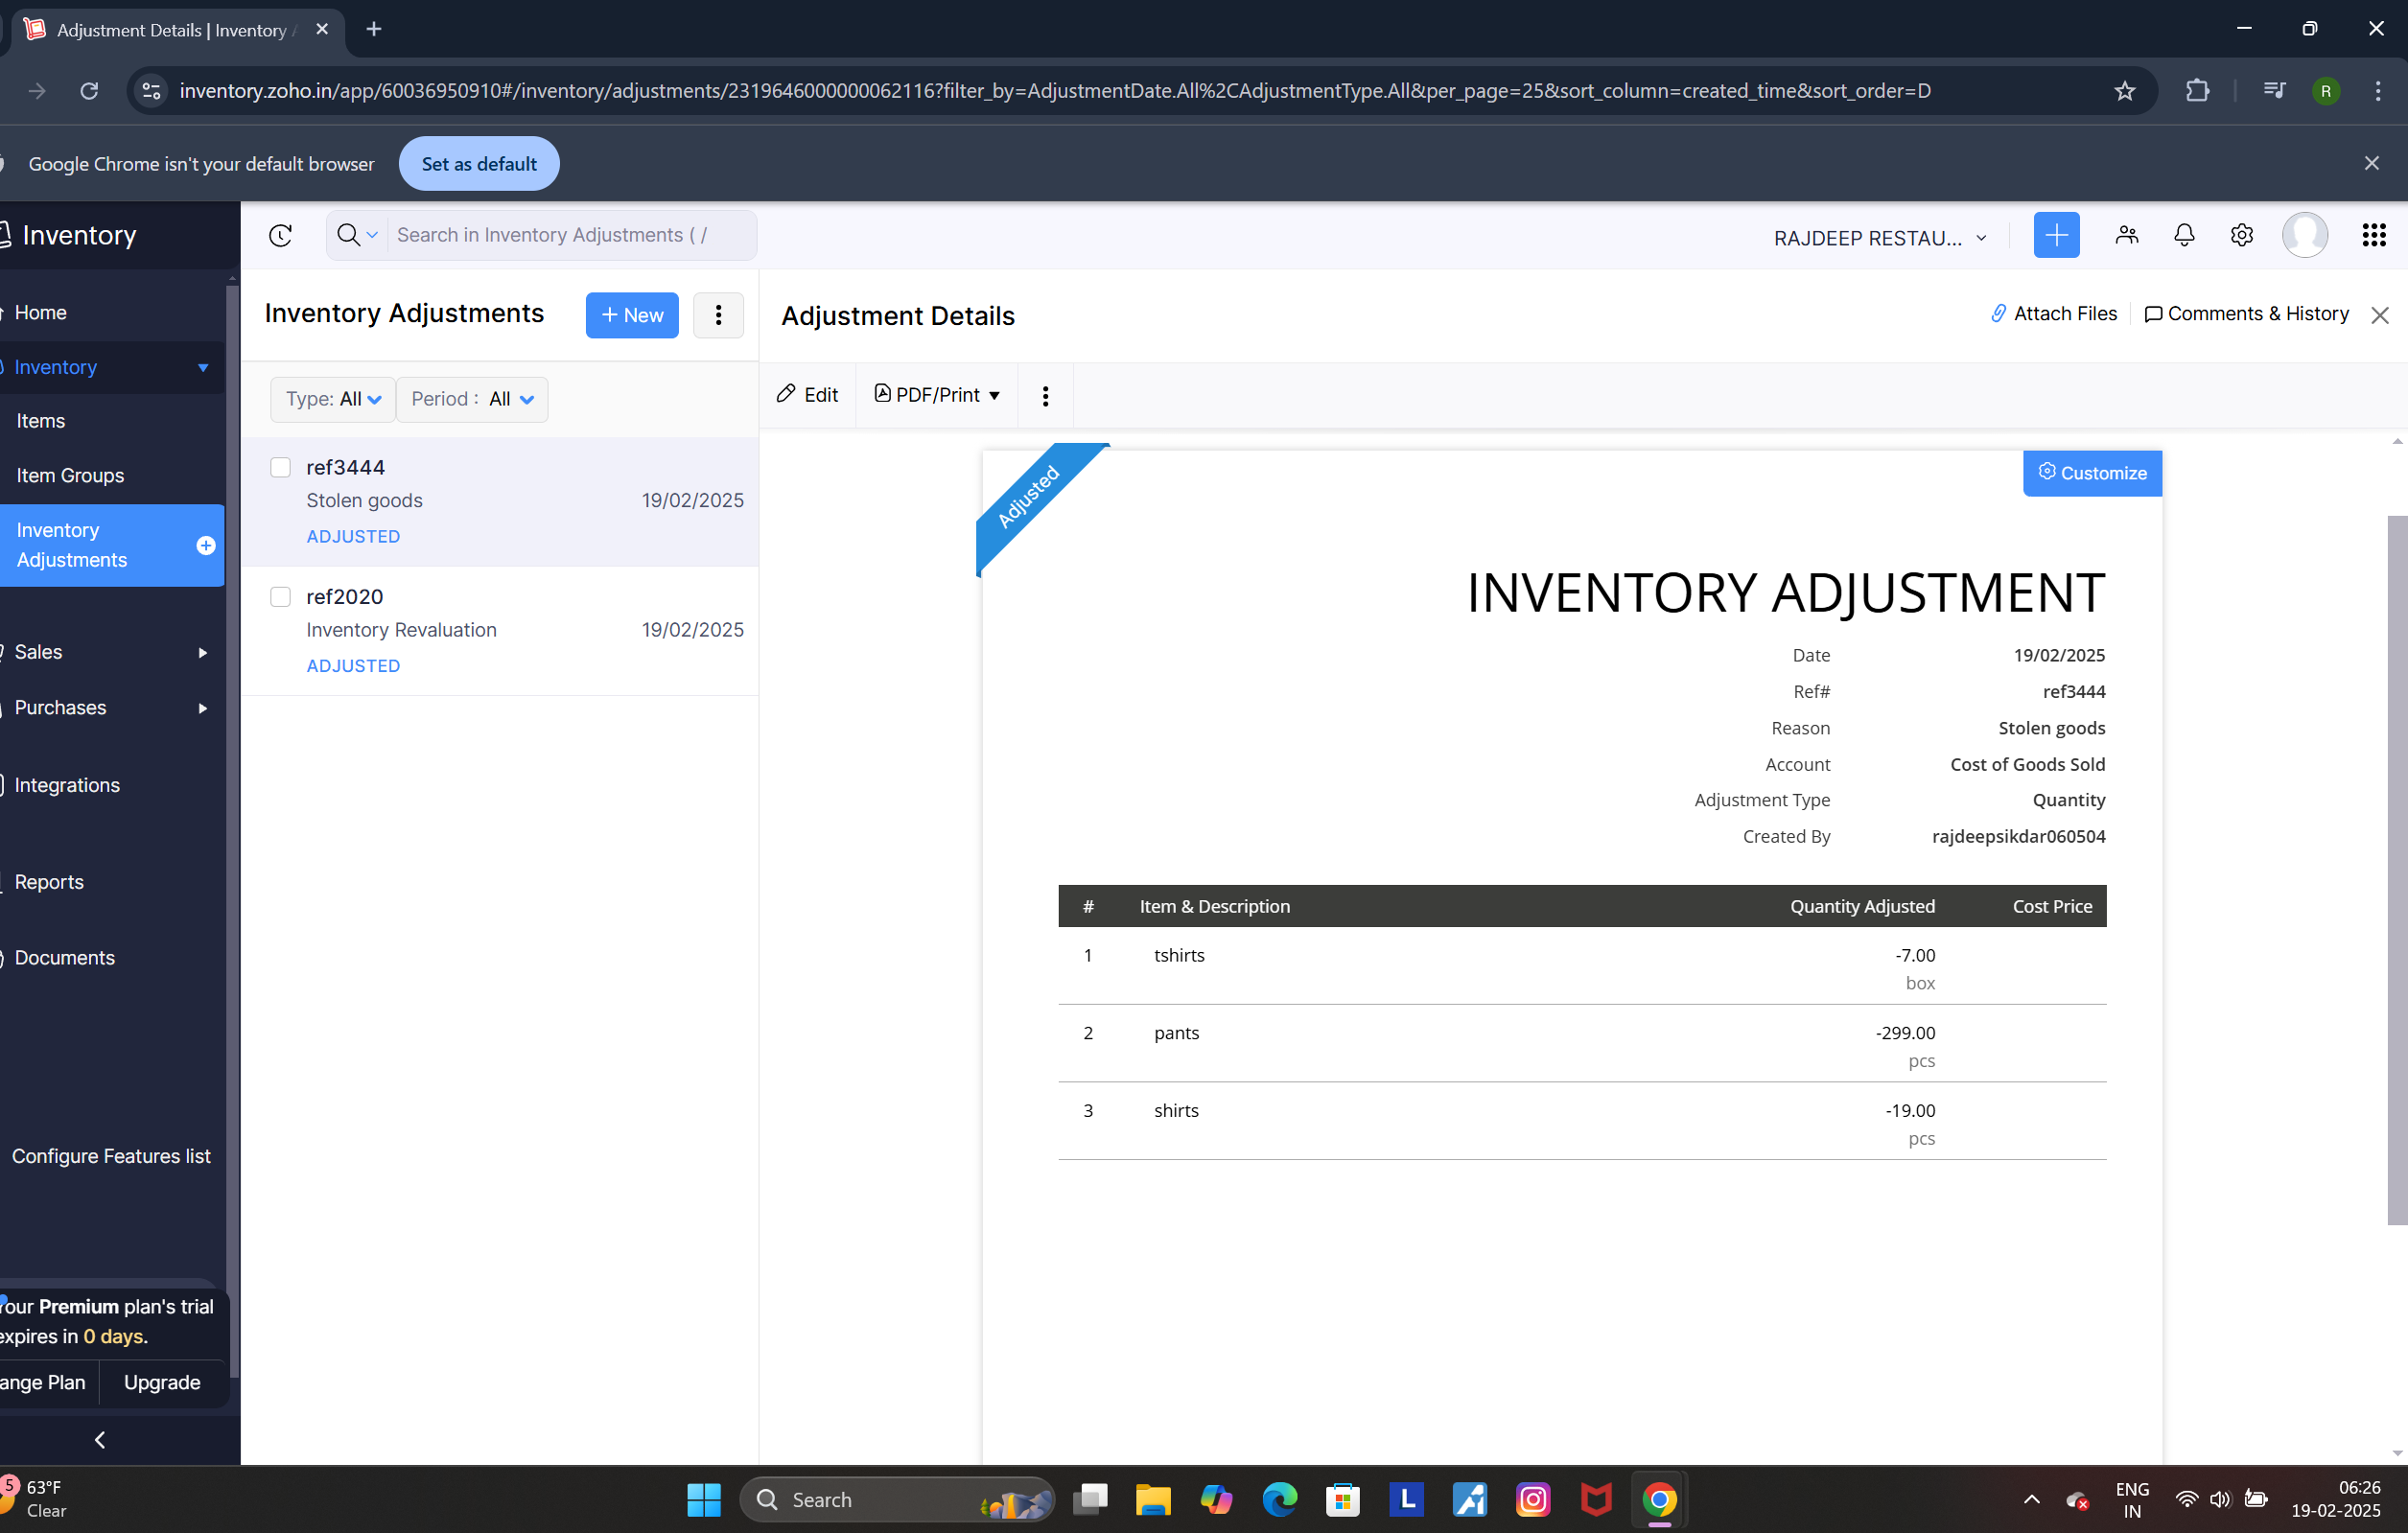 Adjustment Details | Inventory
inventory.zoho.in/app/60036950910#/inventory/adjustments/2319646000000062116?filter_by=AdjustmentDate.All%2CAdjustmentType.All&per_page=25&sort_column=created_time&sort_order=D
R
Google Chrome isn't your default browser
Set as default
Inventory
Search in Inventory Adjustments ( /
RAJDEEP RESTAU...
Home
Inventory
Items
Item Groups
Inventory
Adjustments
Sales
Purchases
Integrations
Reports
Documents
Configure Features list
Your Premium plan's trial
expires in 0 days.
ange Plan
Upgrade
Inventory Adjustments
+ New
Type: All
Period : All
ref3444
Stolen goods
19/02/2025
ADJUSTED
ref2020
Inventory Revaluation
19/02/2025
ADJUSTED
Adjustment Details
Attach Files
Comments & History
Edit
PDF/Print
Adjusted
Customize
INVENTORY ADJUSTMENT
Date 19/02/2025
Ref# ref3444
Reason Stolen goods
Account Cost of Goods Sold
Adjustment Type Quantity
Created By rajdeepsikdar060504
# Item & Description Quantity Adjusted Cost Price
1 tshirts -7.00
box
2 pants -299.00
pcs
3 shirts -19.00
pcs
5
63°F
Clear
Search
L
ENG
IN
06:26
19-02-2025